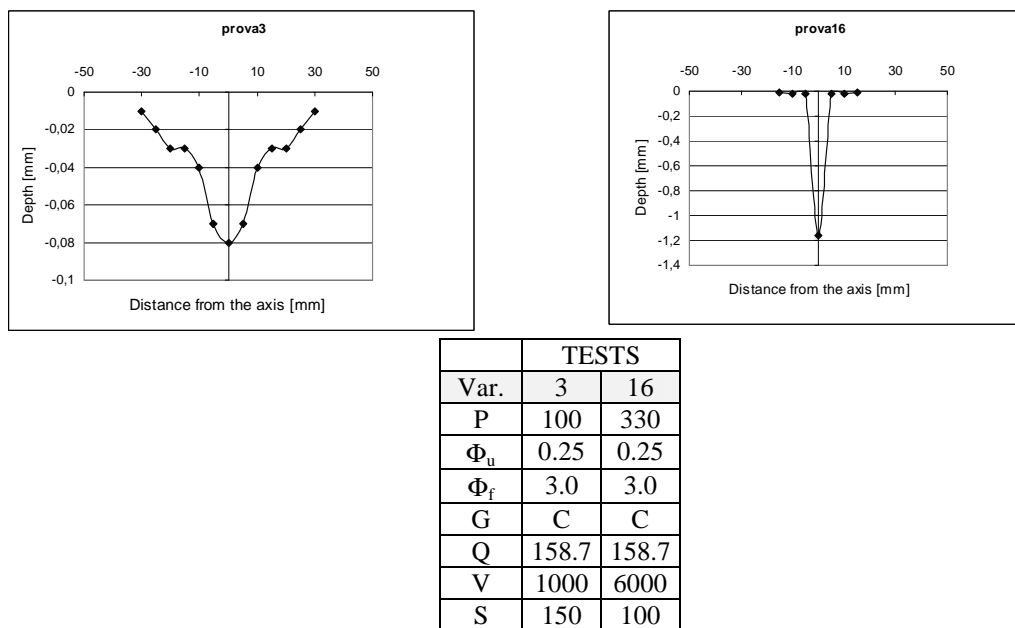 prova3
-50 -30 -10 10 30 50
0
-0,02
-0,04
-0,06
-0,08
-0,1
Depth [mm]
Distance from the axis [mm]
prova16
-50 -30 -10 10 30 50
0
-0,2
-0,4
-0,6
-0,8
-1
-1,2
-1,4
Depth [mm]
Distance from the axis [mm]
TESTS
Var. 3 16
P 100 330
Φu 0.25 0.25
Φf 3.0 3.0
G C C
Q 158.7 158.7
V 1000 6000
S 150 100